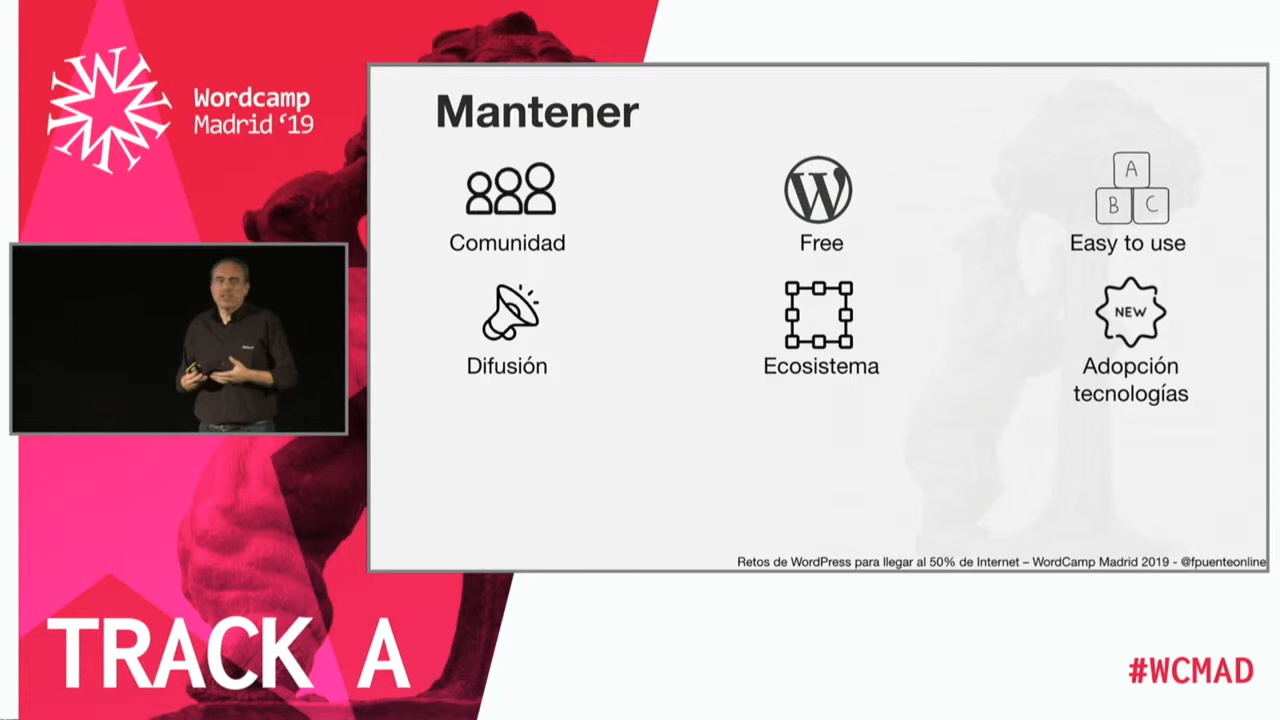 Wordcamp
Madrid ‘19
Mantener
Comunidad
Free
A
B C
Easy to use
Difusión
Ecosistema
NEW
Adopción
tecnologías
Retos de WordPress para llegar al 50% de Internet – WordCamp Madrid 2019 - @fpuenteonline
TRACK A
#WCMAD